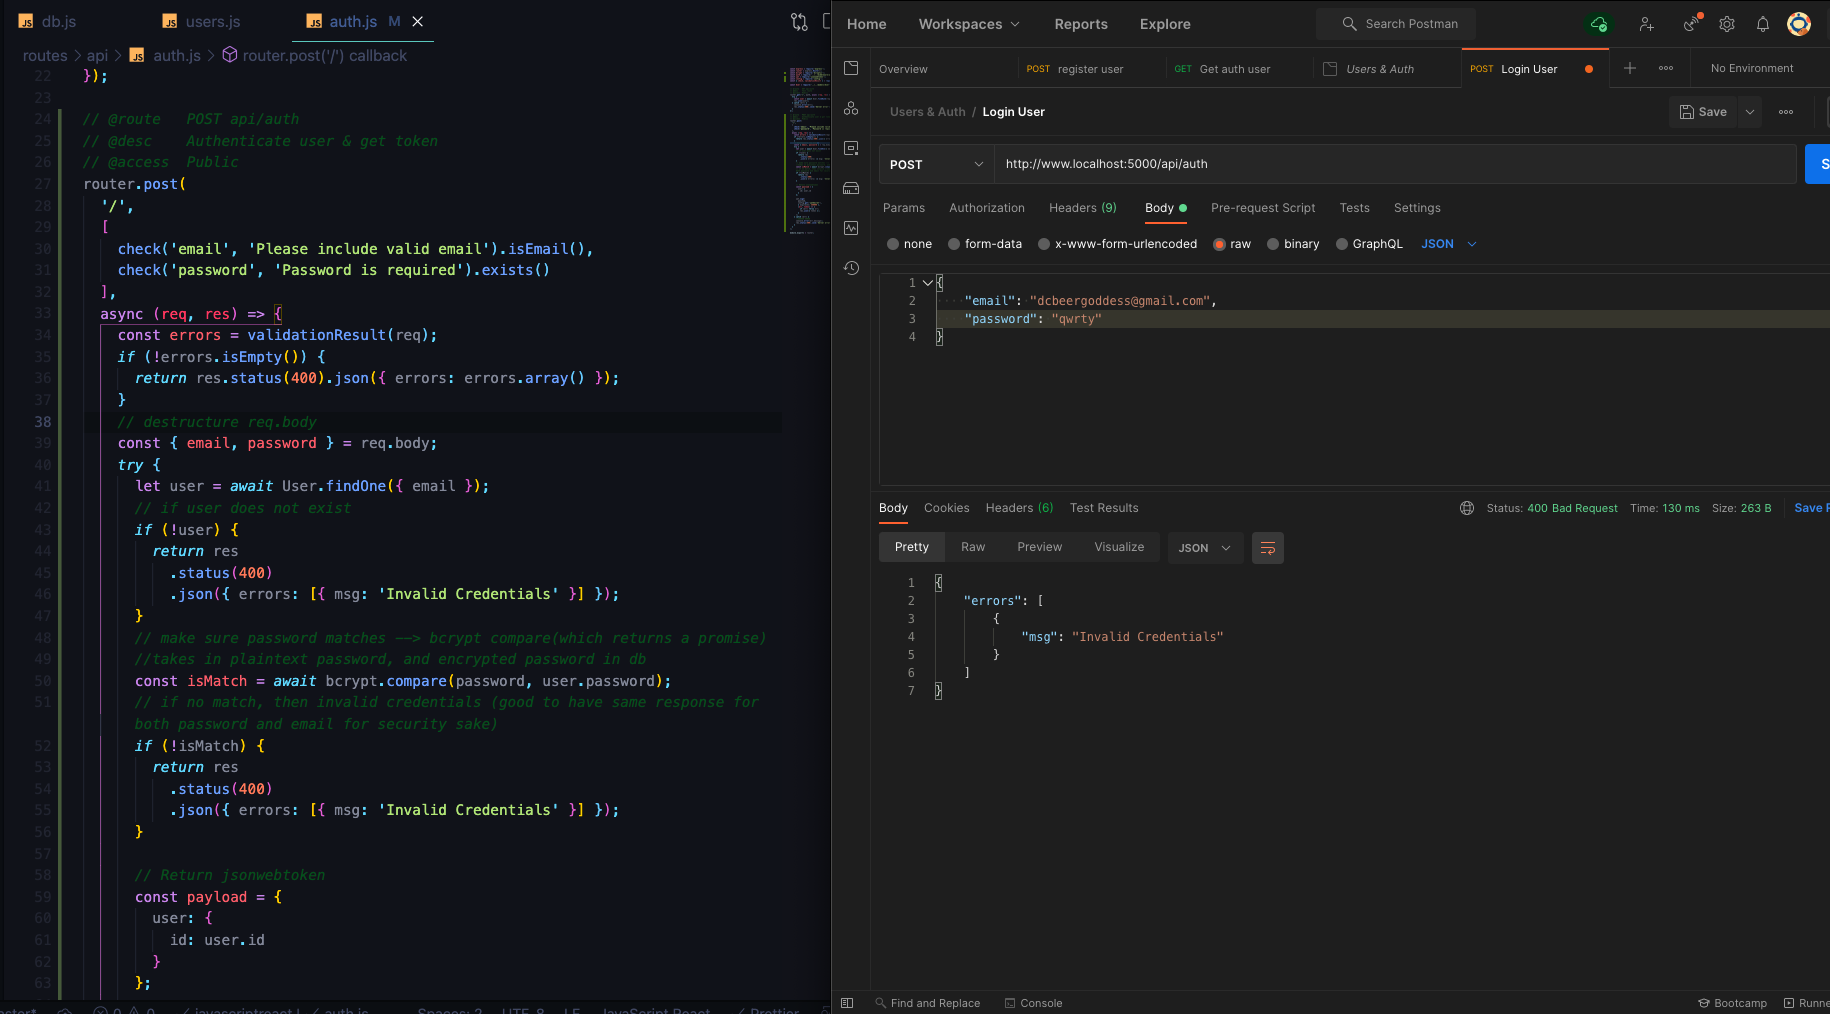 db.js
users.js
auth.js M
routes > api > auth.js > router.post('/') callback
22 });
23
24 // @route   POST api/auth
25 // @desc    Authenticate user & get token
26 // @access  Public
27 router.post(
28   '/',
29   [
30     check('email', 'Please include valid email').isEmail(),
31     check('password', 'Password is required').exists()
32   ],
33   async (req, res) => {
34     const errors = validationResult(req);
35     if (!errors.isEmpty()) {
36       return res.status(400).json({ errors: errors.array() });
37     }
38     // destructure req.body
39     const { email, password } = req.body;
40     try {
41       let user = await User.findOne({ email });
42       // if user does not exist
43       if (!user) {
44         return res
45           .status(400)
46           .json({ errors: [{ msg: 'Invalid Credentials' }] });
47       }
48       // make sure password matches ——> bcrypt compare(which returns a promise)
49       //takes in plaintext password, and encrypted password in db
50       const isMatch = await bcrypt.compare(password, user.password);
51       // if no match, then invalid credentials (good to have same response for
both password and email for security sake)
52       if (!isMatch) {
53         return res
54           .status(400)
55           .json({ errors: [{ msg: 'Invalid Credentials' }] });
56       }
57
58       // Return jsonwebtoken
59       const payload = {
60         user: {
61           id: user.id
62         }
63       };
Home
Workspaces
Reports
Explore
Search Postman
Overview
POST register user
GET Get auth user
Users & Auth
POST Login User
No Environment
Users & Auth / Login User
Save
POST
http://www.localhost:5000/api/auth
Params
Authorization
Headers (9)
Body
Pre-request Script
Tests
Settings
none
form-data
x-www-form-urlencoded
raw
binary
GraphQL
JSON
1 {
2     "email": "dcbeergoddess@gmail.com",
3     "password": "qwrty"
4 }
Body
Cookies
Headers (6)
Test Results
Status: 400 Bad Request
Time: 130 ms
Size: 263 B
Save
Pretty
Raw
Preview
Visualize
JSON
1 {
2     "errors": [
3         {
4             "msg": "Invalid Credentials"
5         }
6     ]
7 }
Find and Replace
Console
Bootcamp